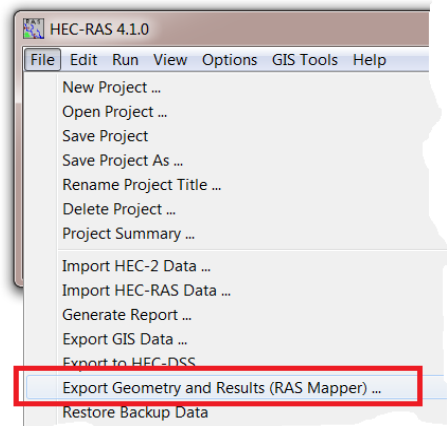 HEC-RAS 4.1.0
File Edit Run View Options GIS Tools Help
New Project ...
Open Project ...
Save Project
Save Project As ...
Rename Project Title ...
Delete Project ...
Project Summary ...
Import HEC-2 Data ...
Import HEC-RAS Data ...
Generate Report ...
Export GIS Data ...
Export to HEC-DSS
Export Geometry and Results (RAS Mapper) ...
Restore Backup Data